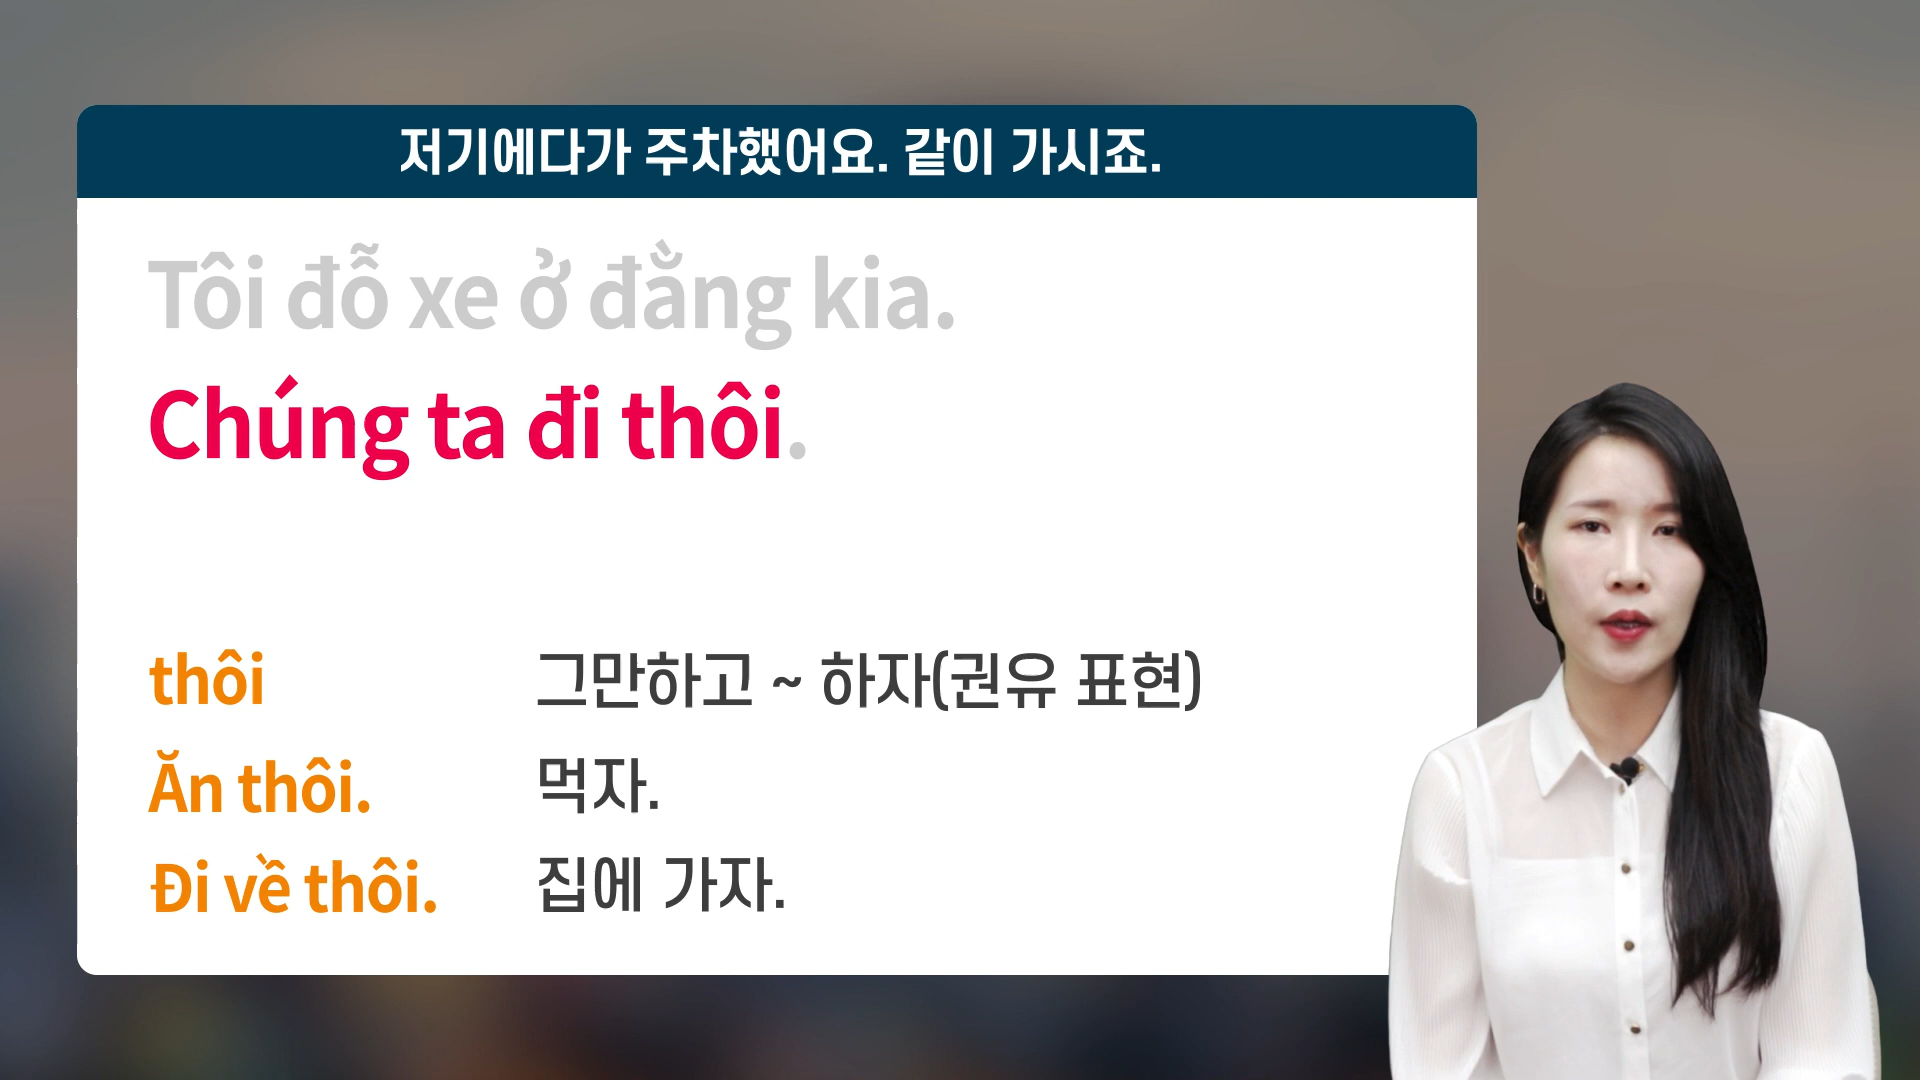 저기에다가 주차했어요. 같이 가시죠.
Tôi đỗ xe ở đằng kia.
Chúng ta đi thôi.
thôi 그만하고 ~ 하자(권유 표현)
Ăn thôi. 먹자.
Đi về thôi. 집에 가자.